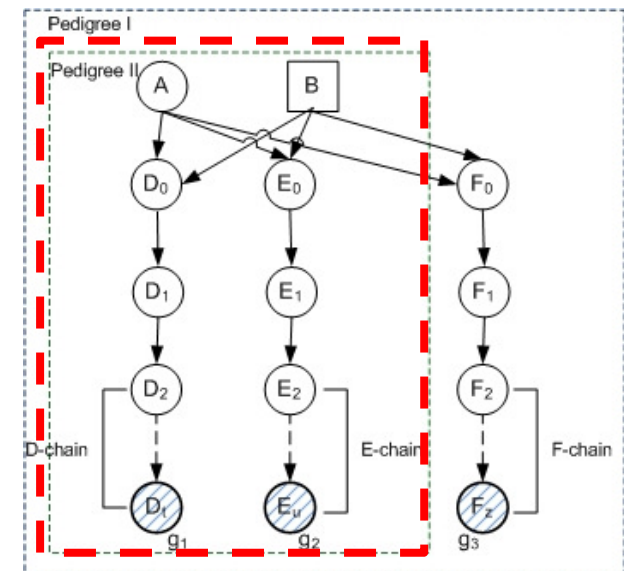 Pedigree I
Pedigree II
A B
D₀ E₀ F₀
D₁ E₁ F₁
D₂ E₂ F₂
D-chain E-chain F-chain
Dₜ Eᵤ F_z
g₁ g₂ g₃